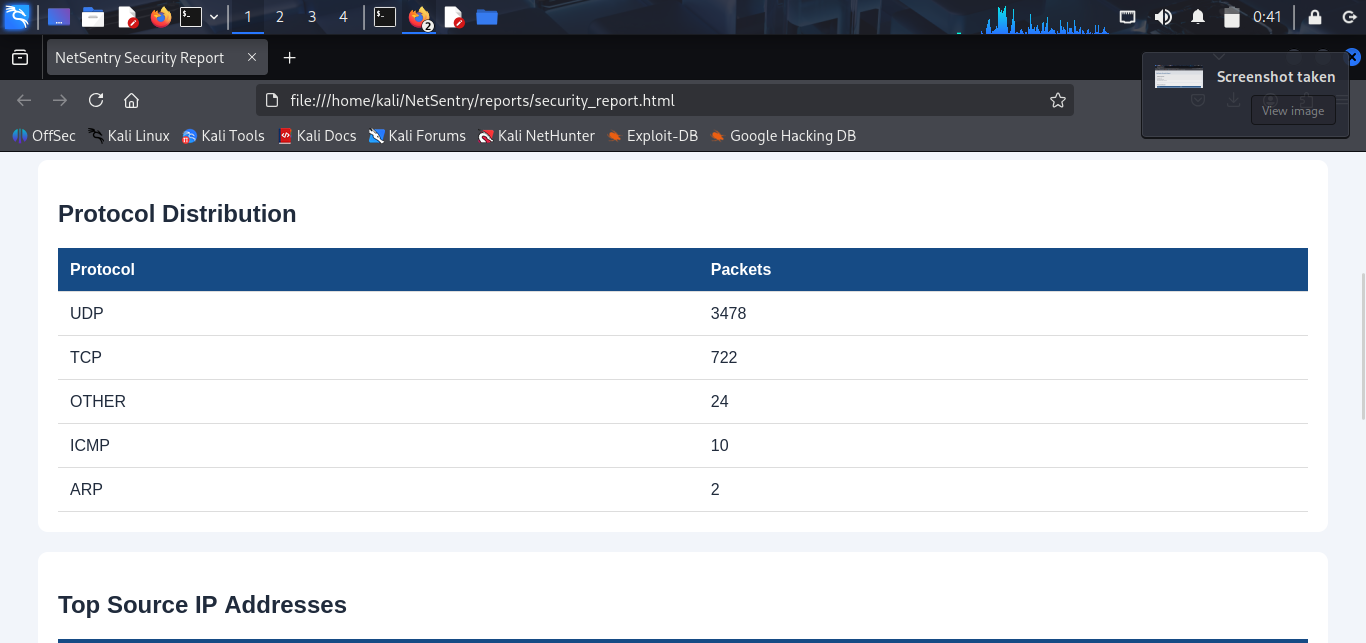 1 2 3 4 2 0:41
NetSentry Security Report
Screenshot taken
file:///home/kali/NetSentry/reports/security_report.html
View image
OffSec Kali Linux Kali Tools Kali Docs Kali Forums Kali NetHunter Exploit-DB Google Hacking DB
Protocol Distribution
Protocol Packets
UDP 3478
TCP 722
OTHER 24
ICMP 10
ARP 2
Top Source IP Addresses